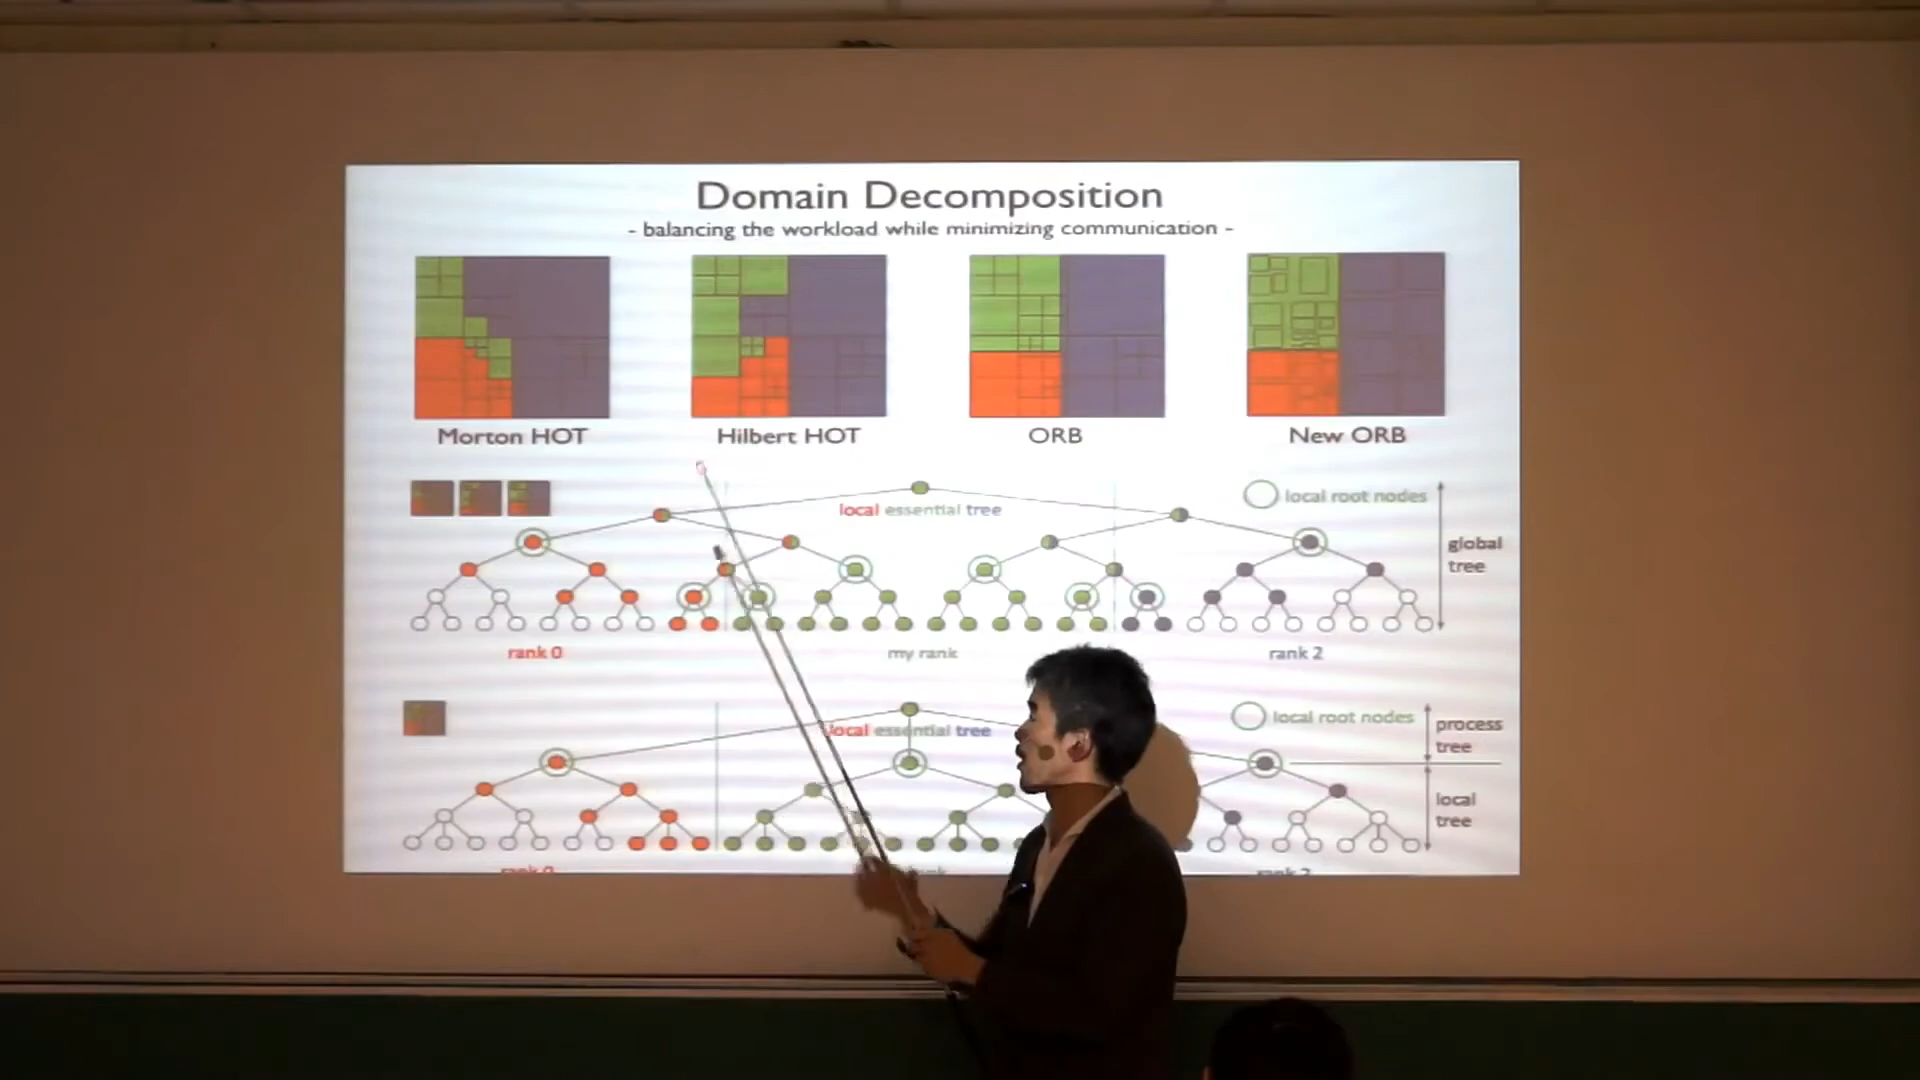 Domain Decomposition
- balancing the workload while minimizing communication -
Morton HOT
Hilbert HOT
ORB
New ORB
local essential tree
local root nodes
global
tree
rank 0
my rank
rank 2
local essential tree
local root nodes
process
tree
local
tree
rank 0
rank 2